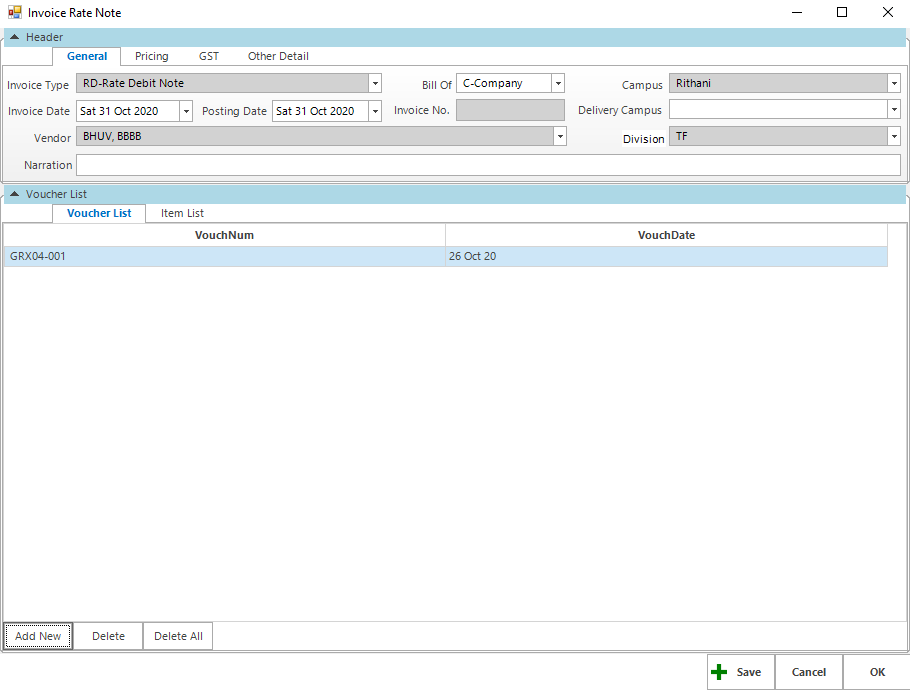 Invoice Rate Note
Header
General Pricing GST Other Detail
Invoice Type RD-Rate Debit Note Bill Of C-Company Campus Rithani
Invoice Date Sat 31 Oct 2020 Posting Date Sat 31 Oct 2020 Invoice No. Delivery Campus
Vendor BHUV, BBBB Division TF
Narration
Voucher List
Voucher List Item List
VouchNum VouchDate
GRX04-001 26 Oct 20
Add New Delete Delete All
Save Cancel OK